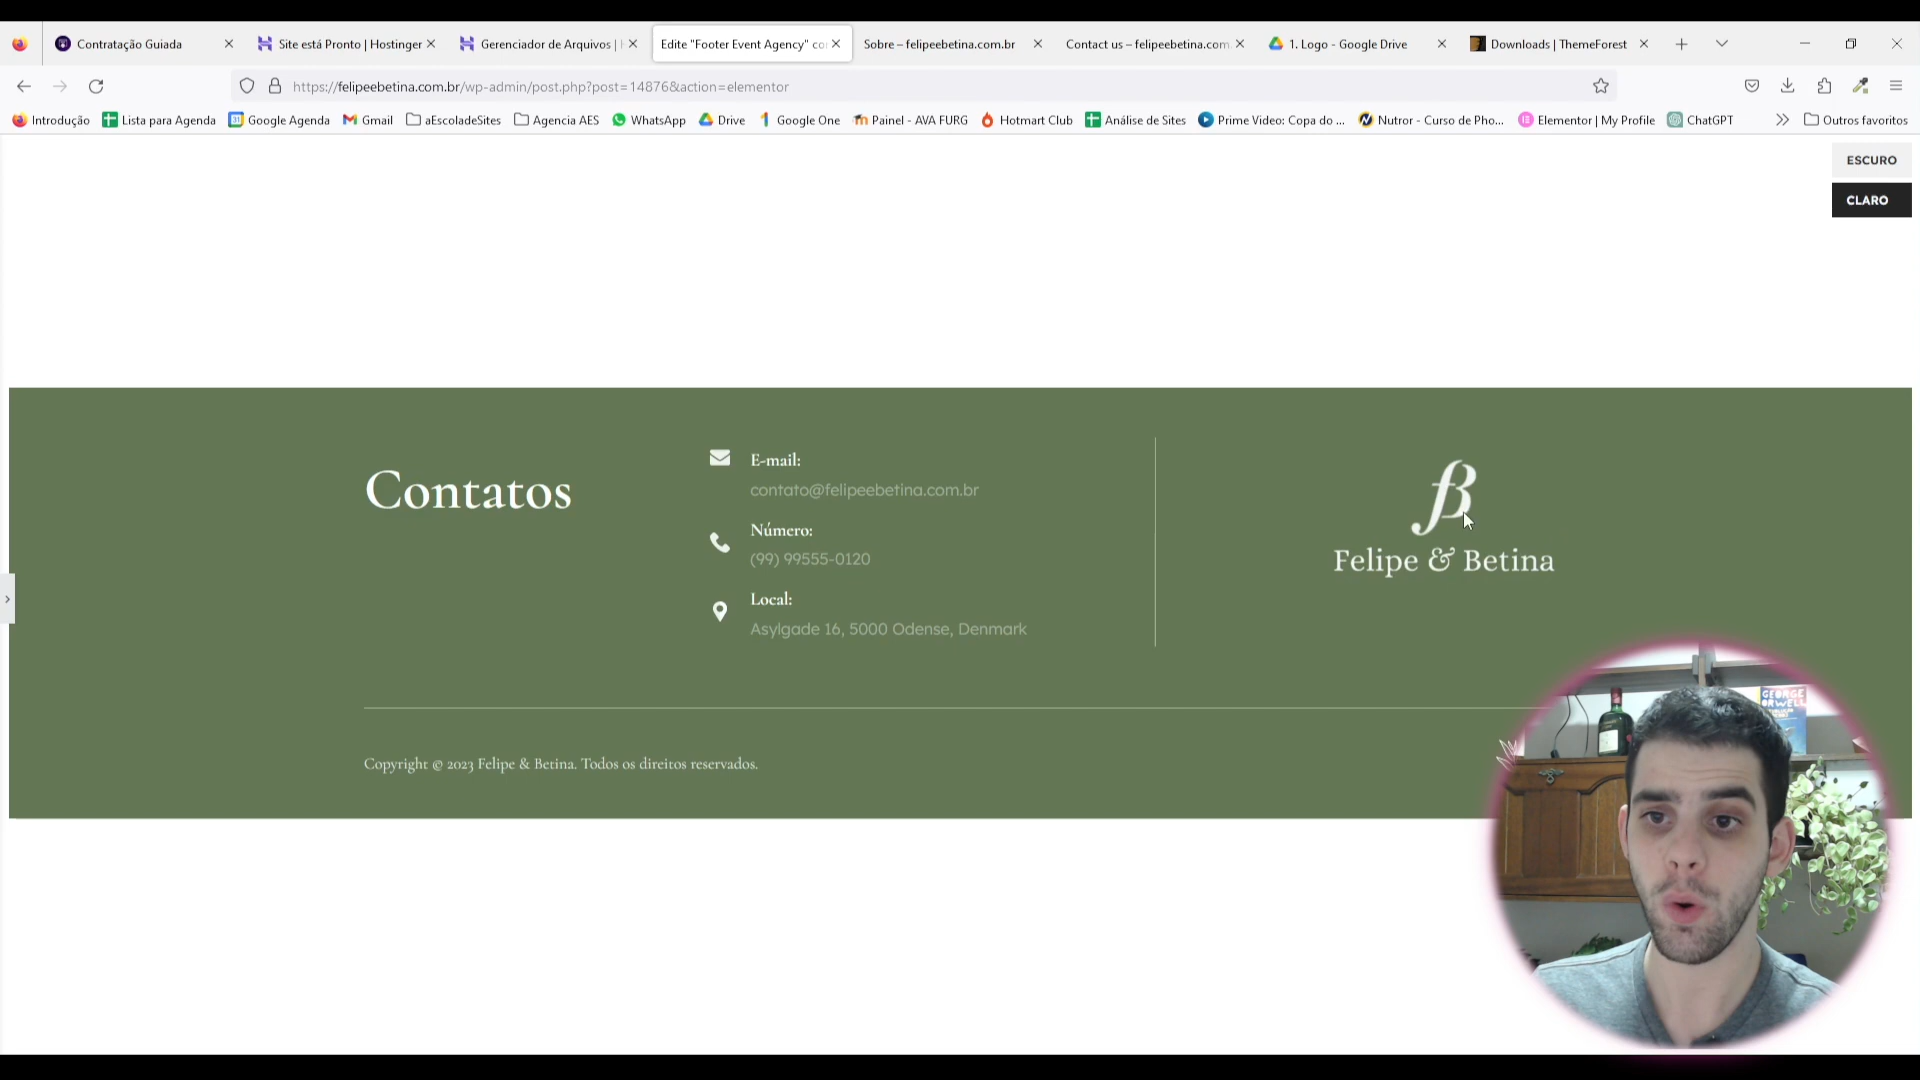 Contratação Guiada
Site está Pronto | Hostinger
Gerenciador de Arquivos |
Edite "Footer Event Agency" co
Sobre – felipeebetina.com.br
Contact us – felipeebetina.com.
1. Logo - Google Drive
Downloads | ThemeForest
https://felipeebetina.com.br/wp-admin/post.php?post=14876&action=elementor
Introdução
Lista para Agenda
Google Agenda
Gmail
aEscoladeSites
Agencia AES
WhatsApp
Drive
Google One
Painel - AVA FURG
Hotmart Club
Análise de Sites
Prime Video: Copa do ...
Nutror - Curso de Pho...
Elementor | My Profile
ChatGPT
Outros favoritos
ESCURO
CLARO
Contatos
E-mail:
contato@felipeebetina.com.br
Número:
(99) 99555-0120
Local:
Asylgade 16, 5000 Odense, Denmark
Felipe & Betina
Copyright @ 2023 Felipe & Betina. Todos os direitos reservados.
GEORGE
ORWELL